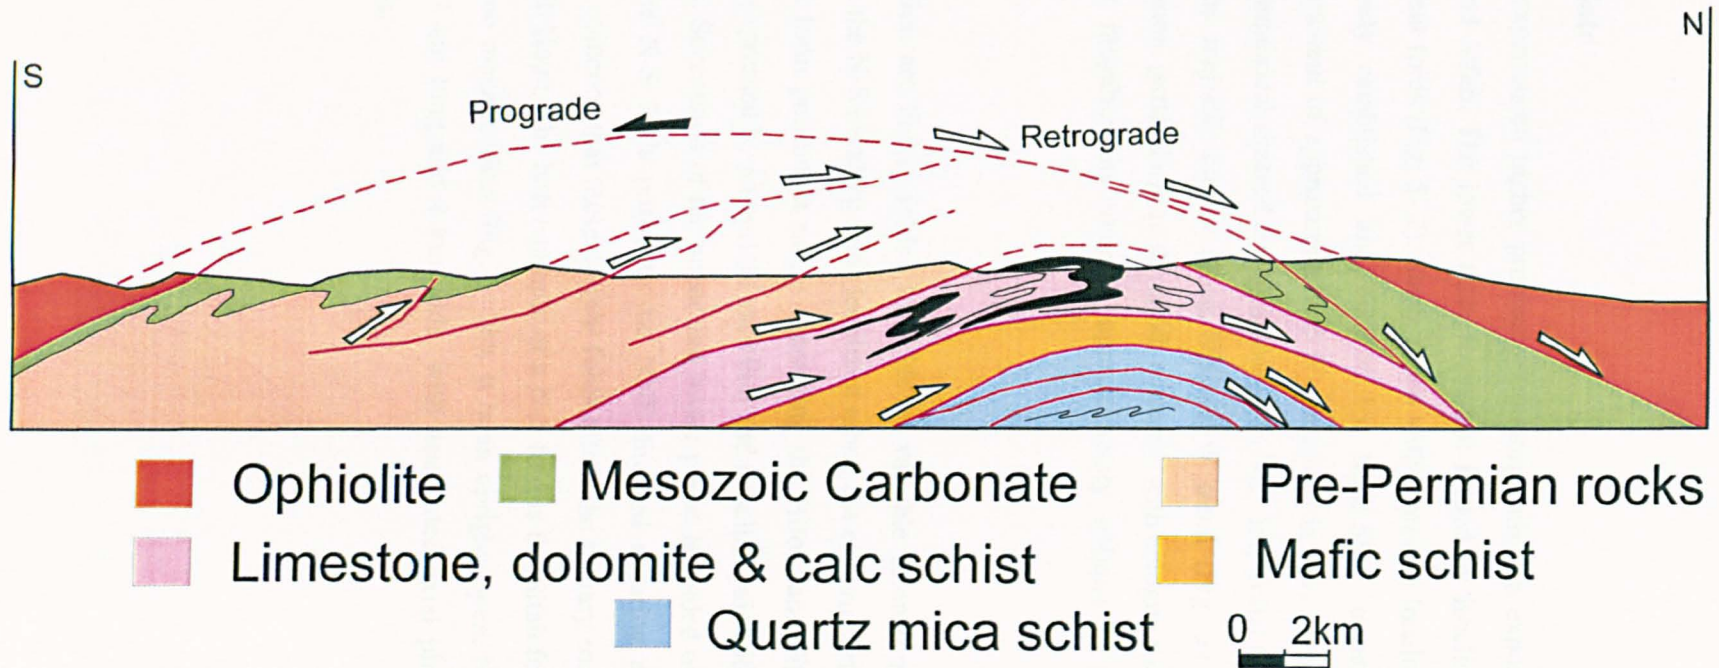 S
N
Prograde
Retrograde
Ophiolite
Mesozoic Carbonate
Pre-Permian rocks
Limestone, dolomite & calc schist
Mafic schist
Quartz mica schist
0 2km